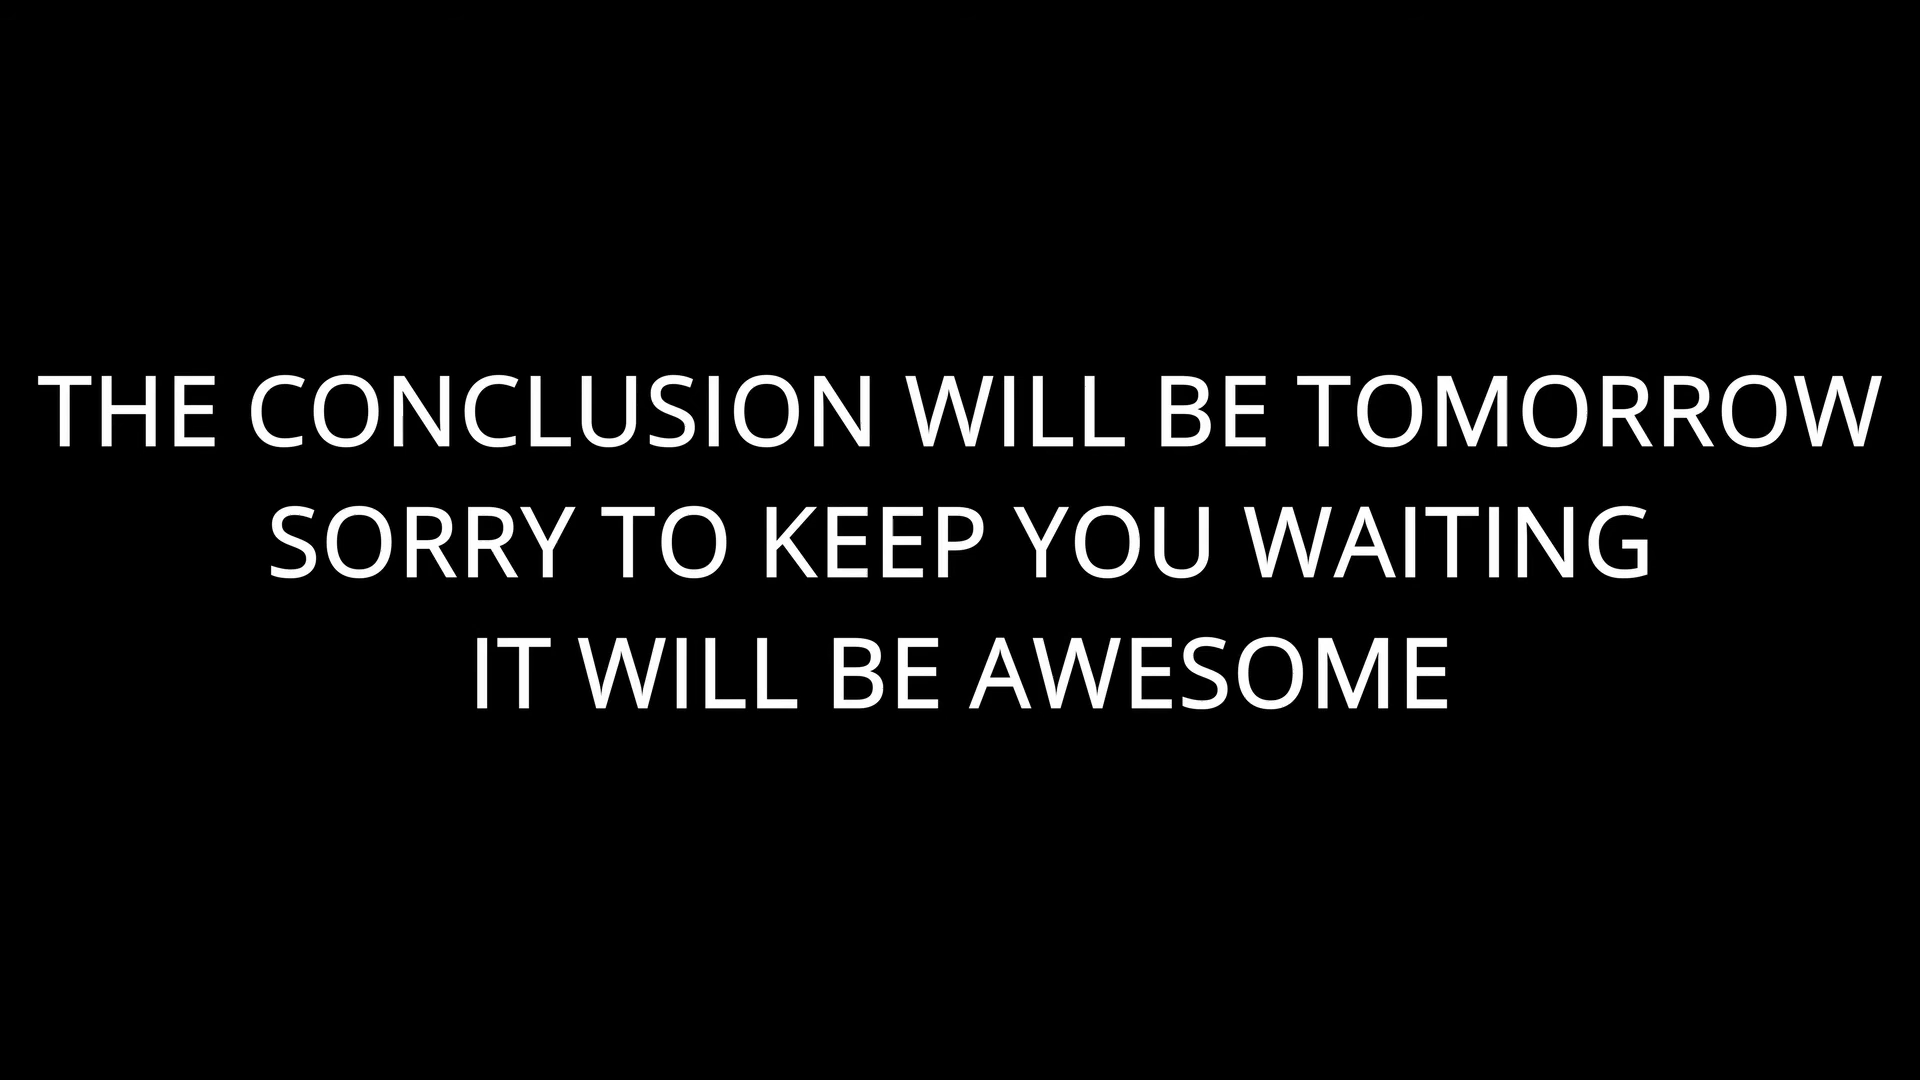 THE CONCLUSION WILL BE TOMORROW
SORRY TO KEEP YOU WAITING
IT WILL BE AWESOME